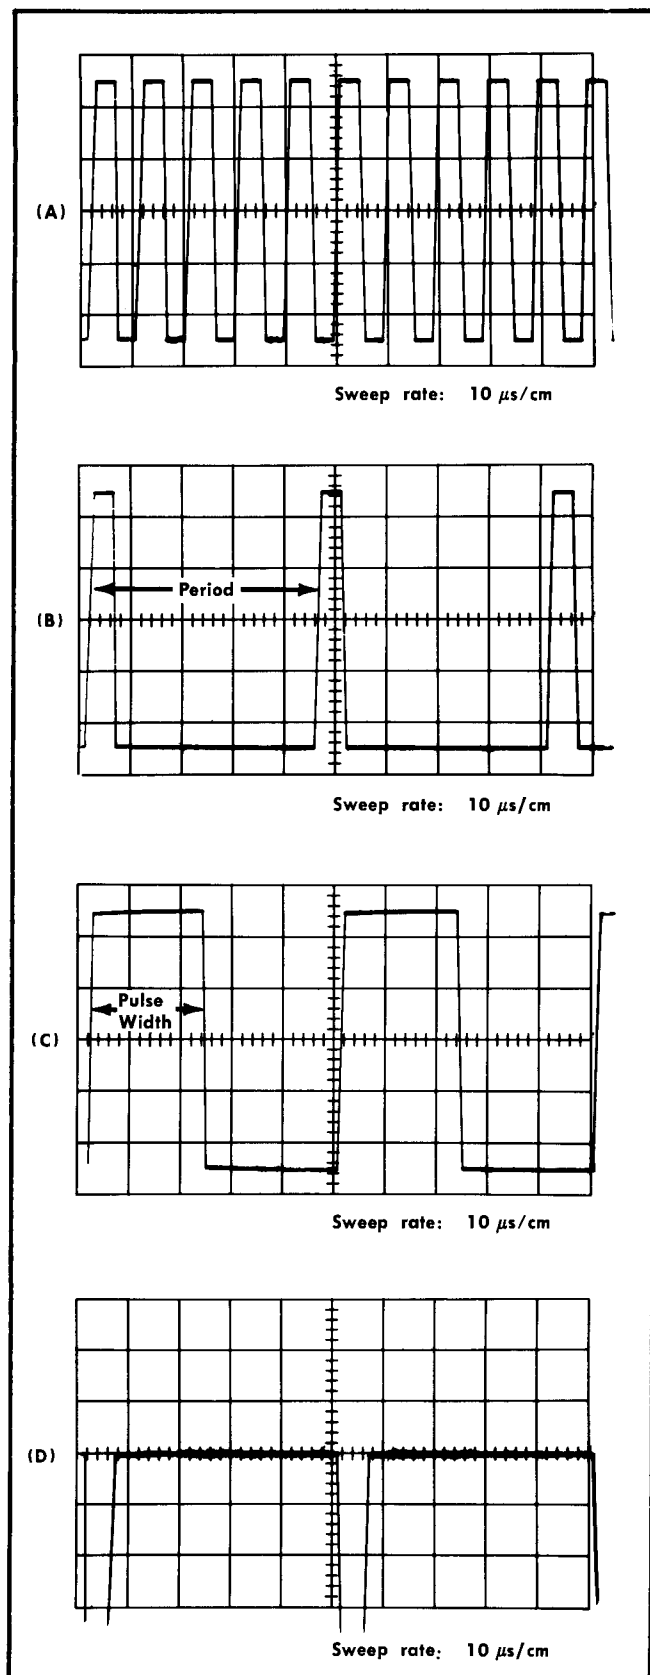 (A)
Sweep rate: 10 μs/cm
Period
(B)
Sweep rate: 10 μs/cm
Pulse
Width
(C)
Sweep rate: 10 μs/cm
(D)
Sweep rate: 10 μs/cm